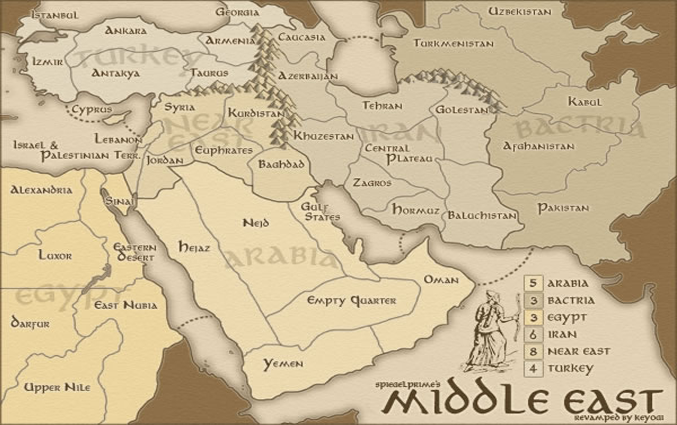 Istanbul
Georgia
Uzbekistan
Ankara
Armenia
Caucasia
Turkmenistan
Turkey
Izmir
Antakya
Taurus
Azerbaijan
Cyprus
Syria
Kurdistan
Tehran
Golestan
Kabul
Near
East
Iran
Bactria
Israel &
Palestinian Terr.
Lebanon
Khuzestan
Central
Plateau
Afghanistan
Jordan
Euphrates
Baghdad
Zagros
Alexandria
Sinai
Gulf
States
Hormuz
Baluchistan
Pakistan
Nejd
Hejaz
Arabia
Luxor
Eastern
Desert
Oman
Egypt
East Nubia
Empty Quarter
Darfur
Yemen
Upper Nile
5 Arabia
3 Bactria
3 Egypt
6 Iran
8 Near East
4 Turkey
Spiegelprime's
Middle East
Revamped by Keyogi